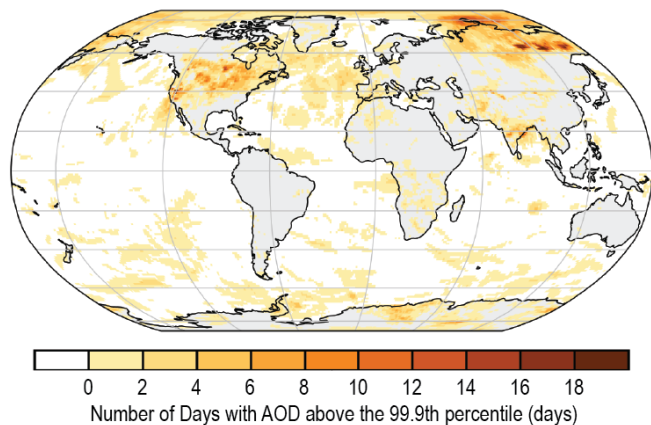 0 2 4 6 8 10 12 14 16 18
Number of Days with AOD above the 99.9th percentile (days)